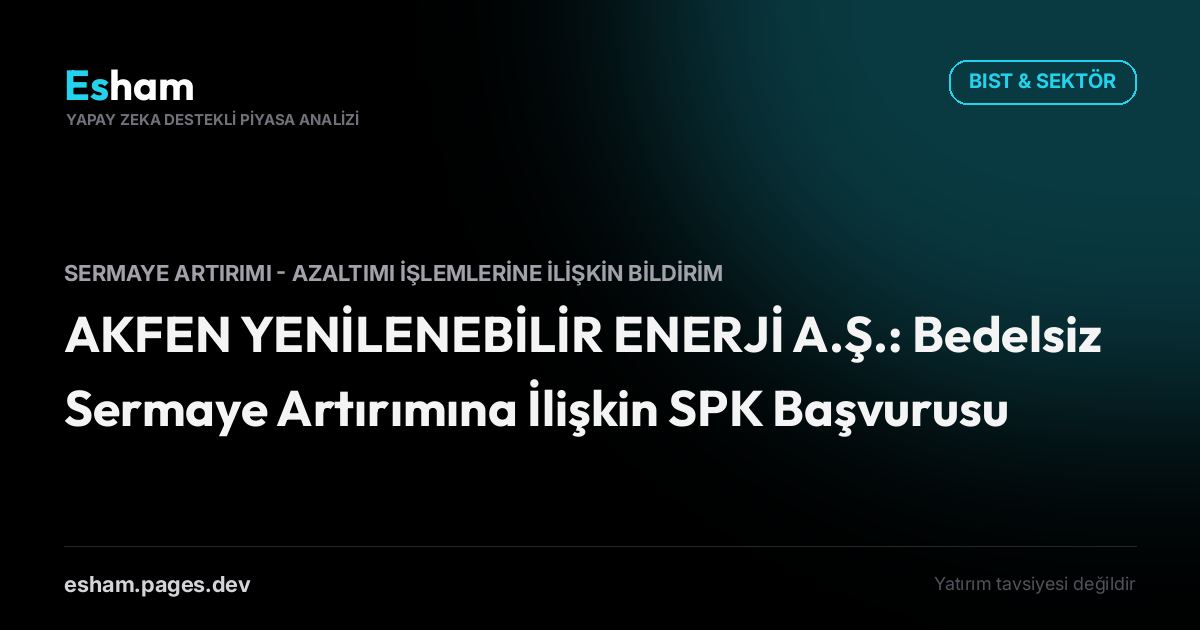 Esham
YAPAY ZEKA DESTEKLİ PİYASA ANALİZİ
BIST & SEKTÖR
SERMAYE ARTIRIMI - AZALTIMI İŞLEMLERİNE İLİŞKİN BİLDİRİM
AKFEN YENİLENEBİLİR ENERJİ A.Ş.: Bedelsiz
Sermaye Artırımına İlişkin SPK Başvurusu
esham.pages.dev
Yatırım tavsiyesi değildir